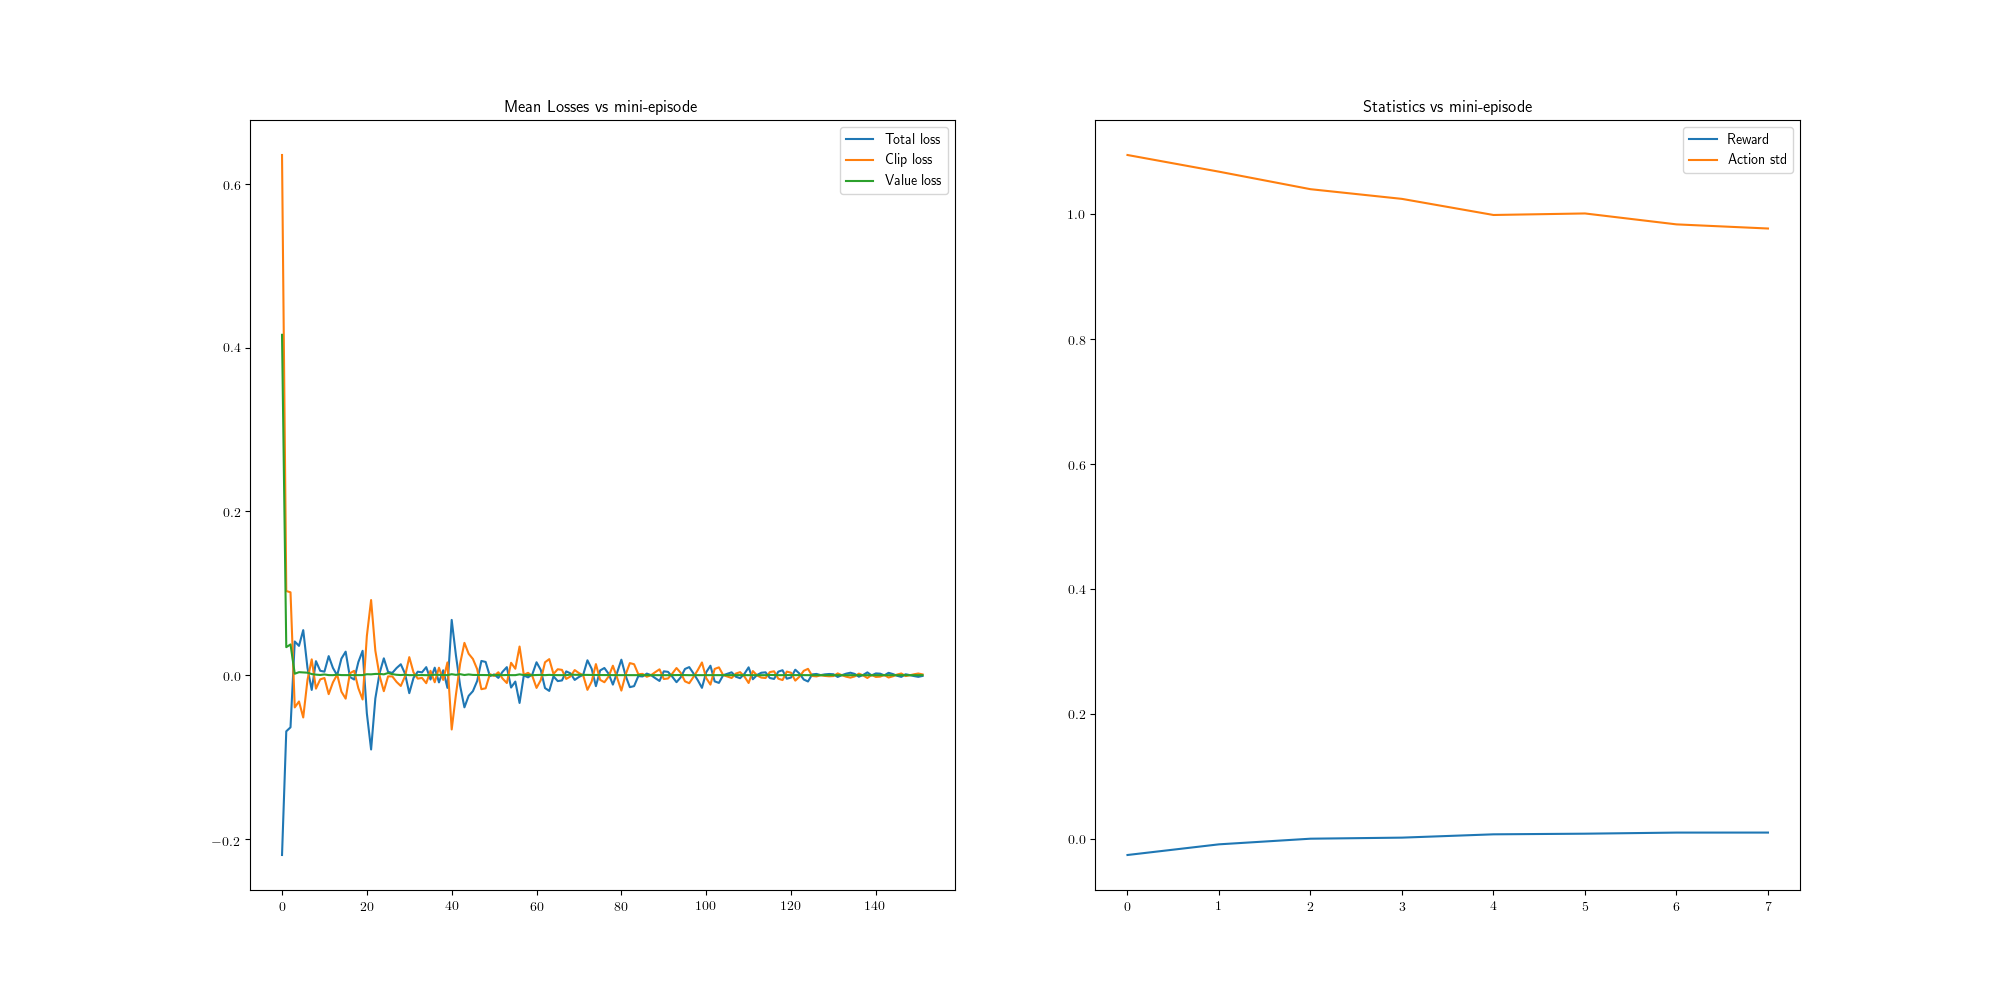 Mean Losses vs mini-episode
Total loss
Clip loss
Value loss
0.6
0.4
0.2
0.0
−0.2
0 20 40 60 80 100 120 140
Statistics vs mini-episode
Reward
Action std
1.0
0.8
0.6
0.4
0.2
0.0
0 1 2 3 4 5 6 7